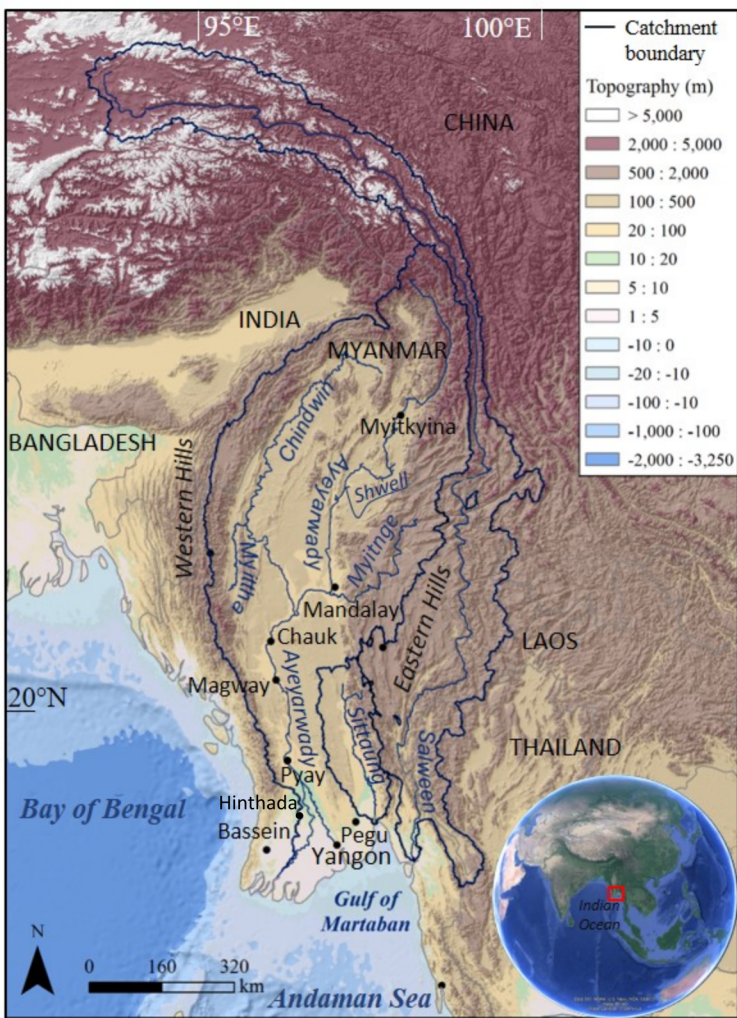 95°E
100°E
Catchment
boundary
Topography (m)
> 5,000
2,000 : 5,000
500 : 2,000
100 : 500
20 : 100
10 : 20
5 : 10
1 : 5
-10 : 0
-20 : -10
-100 : -10
-1,000 : -100
-2,000 : -3,250
CHINA
INDIA
MYANMAR
Chindwin
Myitkyina
BANGLADESH
Western Hills
Ayeyarwady
Shwell
Myittha
Myitnge
Mandalay
Eastern Hills
Chauk
LAOS
Ayeyarwady
Magway
20°N
Sittaung
Salween
THAILAND
Pyay
Bay of Bengal
Hinthada
Bassein
Pegu
Yangon
Gulf of
Martaban
Indian
Ocean
N
0 160 320
km
Andaman Sea